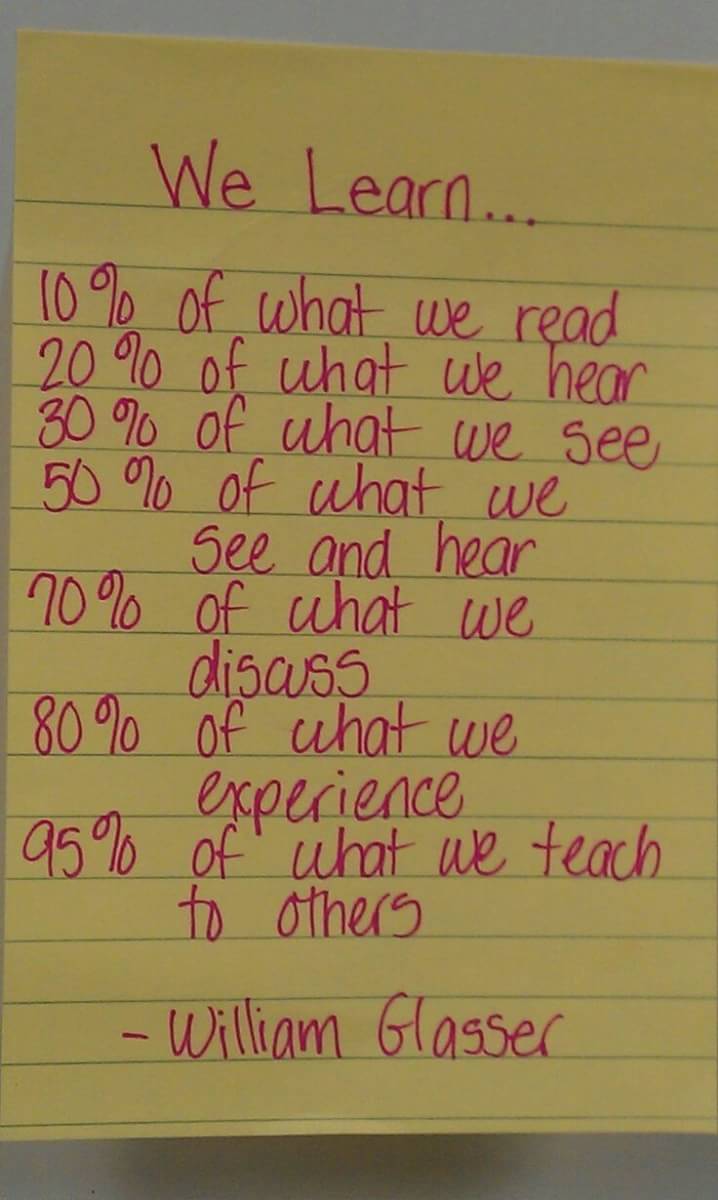 We Learn...
10% of what we read
20% of what we hear
30% of what we see
50% of what we
see and hear
70% of what we
discuss
80% of what we
experience
95% of what we teach
to others
- William Glasser